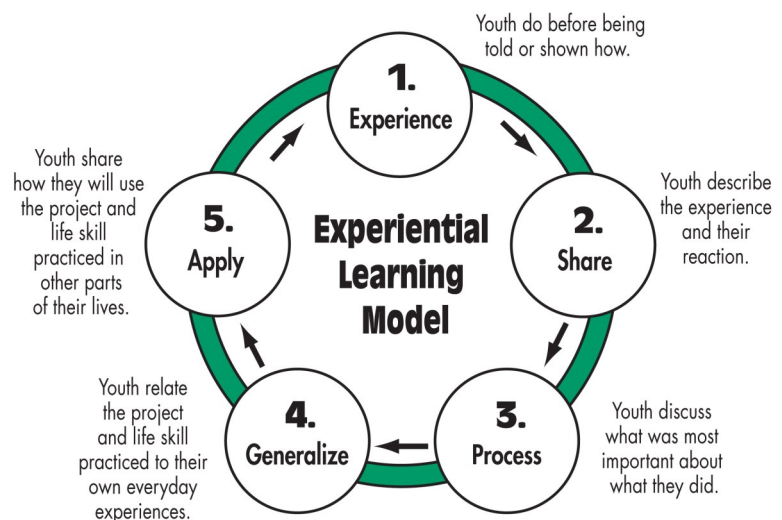 Experiential
Learning
Model
1.
Experience
Youth do before being
told or shown how.
2.
Share
Youth describe
the experience
and their
reaction.
3.
Process
Youth discuss
what was most
important about
what they did.
4.
Generalize
Youth relate
the project
and life skill
practiced to their
own everyday
experiences.
5.
Apply
Youth share
how they will use
the project and
life skill
practiced in
other parts
of their lives.